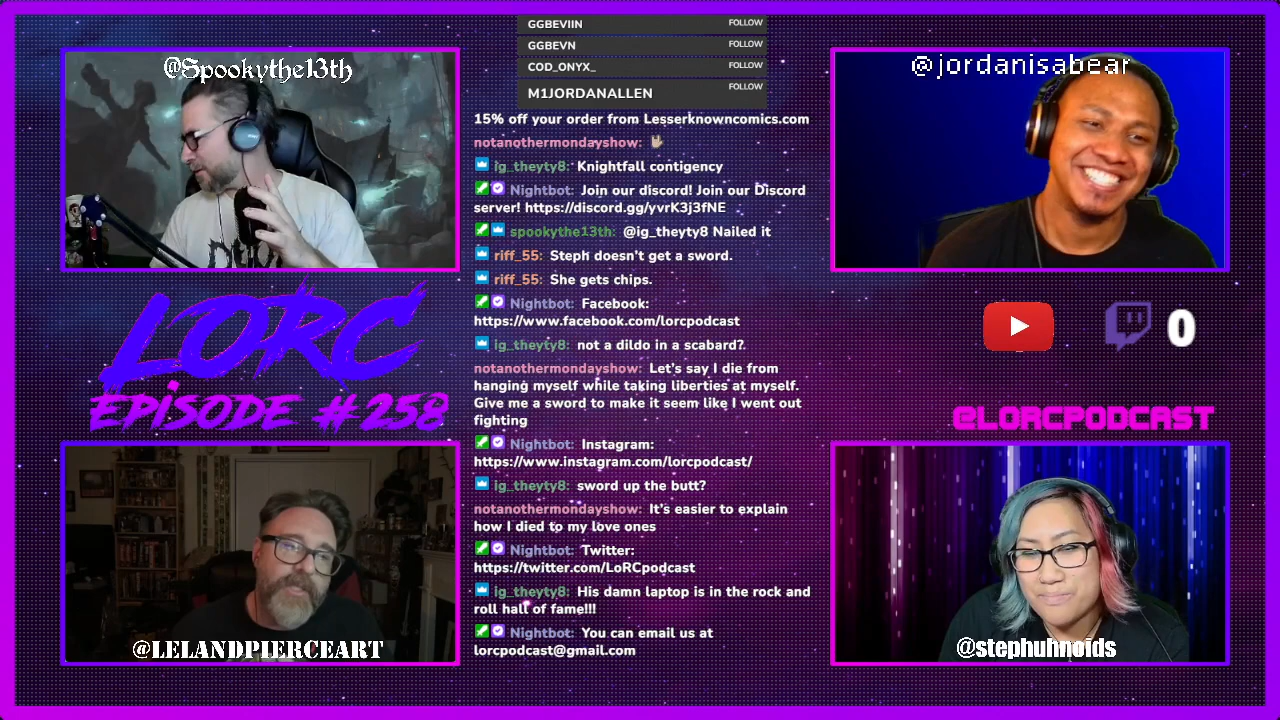 GGBEVIIN FOLLOW
GGBEVN FOLLOW
COD_ONYX_ FOLLOW
M1JORDANALLEN FOLLOW
@Spookythe13th
@jordanisabear
15% off your order from Lesserknowncomics.com
notanothermondayshow: 🤘🏼
ig_theyty8: Knightfall contigency
Nightbot: Join our discord! Join our Discord
server! https://discord.gg/yvrK3j3fNE
spookythe13th: @ig_theyty8 Nailed it
riff_55: Steph doesn't get a sword.
riff_55: She gets chips.
Nightbot: Facebook:
https://www.facebook.com/lorcpodcast
ig_theyty8: not a dildo in a scabard?
notanothermondayshow: Let's say I die from
hanging myself while taking liberties at myself.
Give me a sword to make it seem like I went out
fighting
Nightbot: Instagram:
https://www.instagram.com/lorcpodcast/
ig_theyty8: sword up the butt?
notanothermondayshow: It's easier to explain
how I died to my love ones
Nightbot: Twitter:
https://twitter.com/LoRCpodcast
ig_theyty8: His damn laptop is in the rock and
roll hall of fame!!!
Nightbot: You can email us at
lorcpodcast@gmail.com
LORC
EPISODE #258
0
@LORCPODCAST
@LELANDPIERCEART
@stephuhnoids